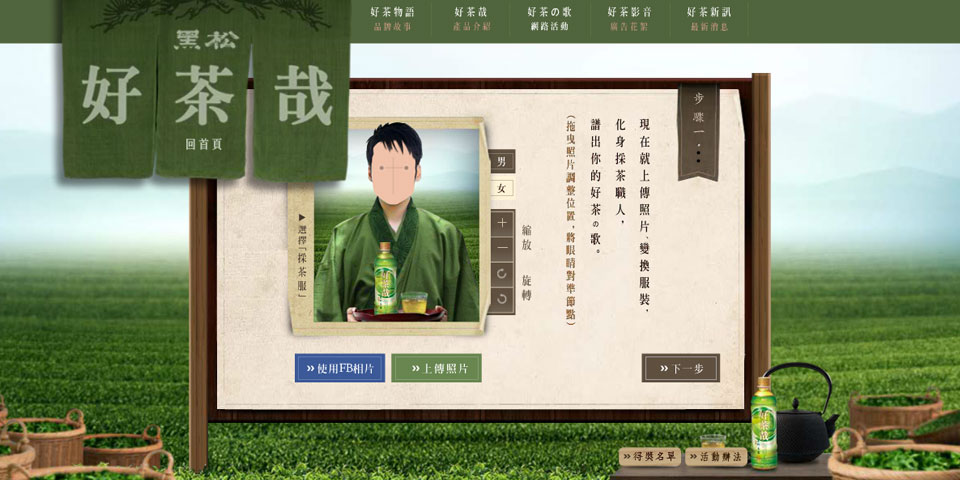 好茶物語
品牌故事
好茶哉
產品介紹
好茶の歌
網路活動
好茶影音
廣告花絮
好茶新訊
最新消息
黑松
好茶哉
回首頁
步驟一
現在就上傳照片、變換服裝，
化身採茶職人，
譜出你的好茶の歌。
（拖曳照片調整位置，將眼睛對準節點）
男
女
縮放
旋轉
▶選擇「採茶服」
好茶哉
»使用FB相片
»上傳照片
»下一步
好茶哉
»得獎名單
»活動辦法